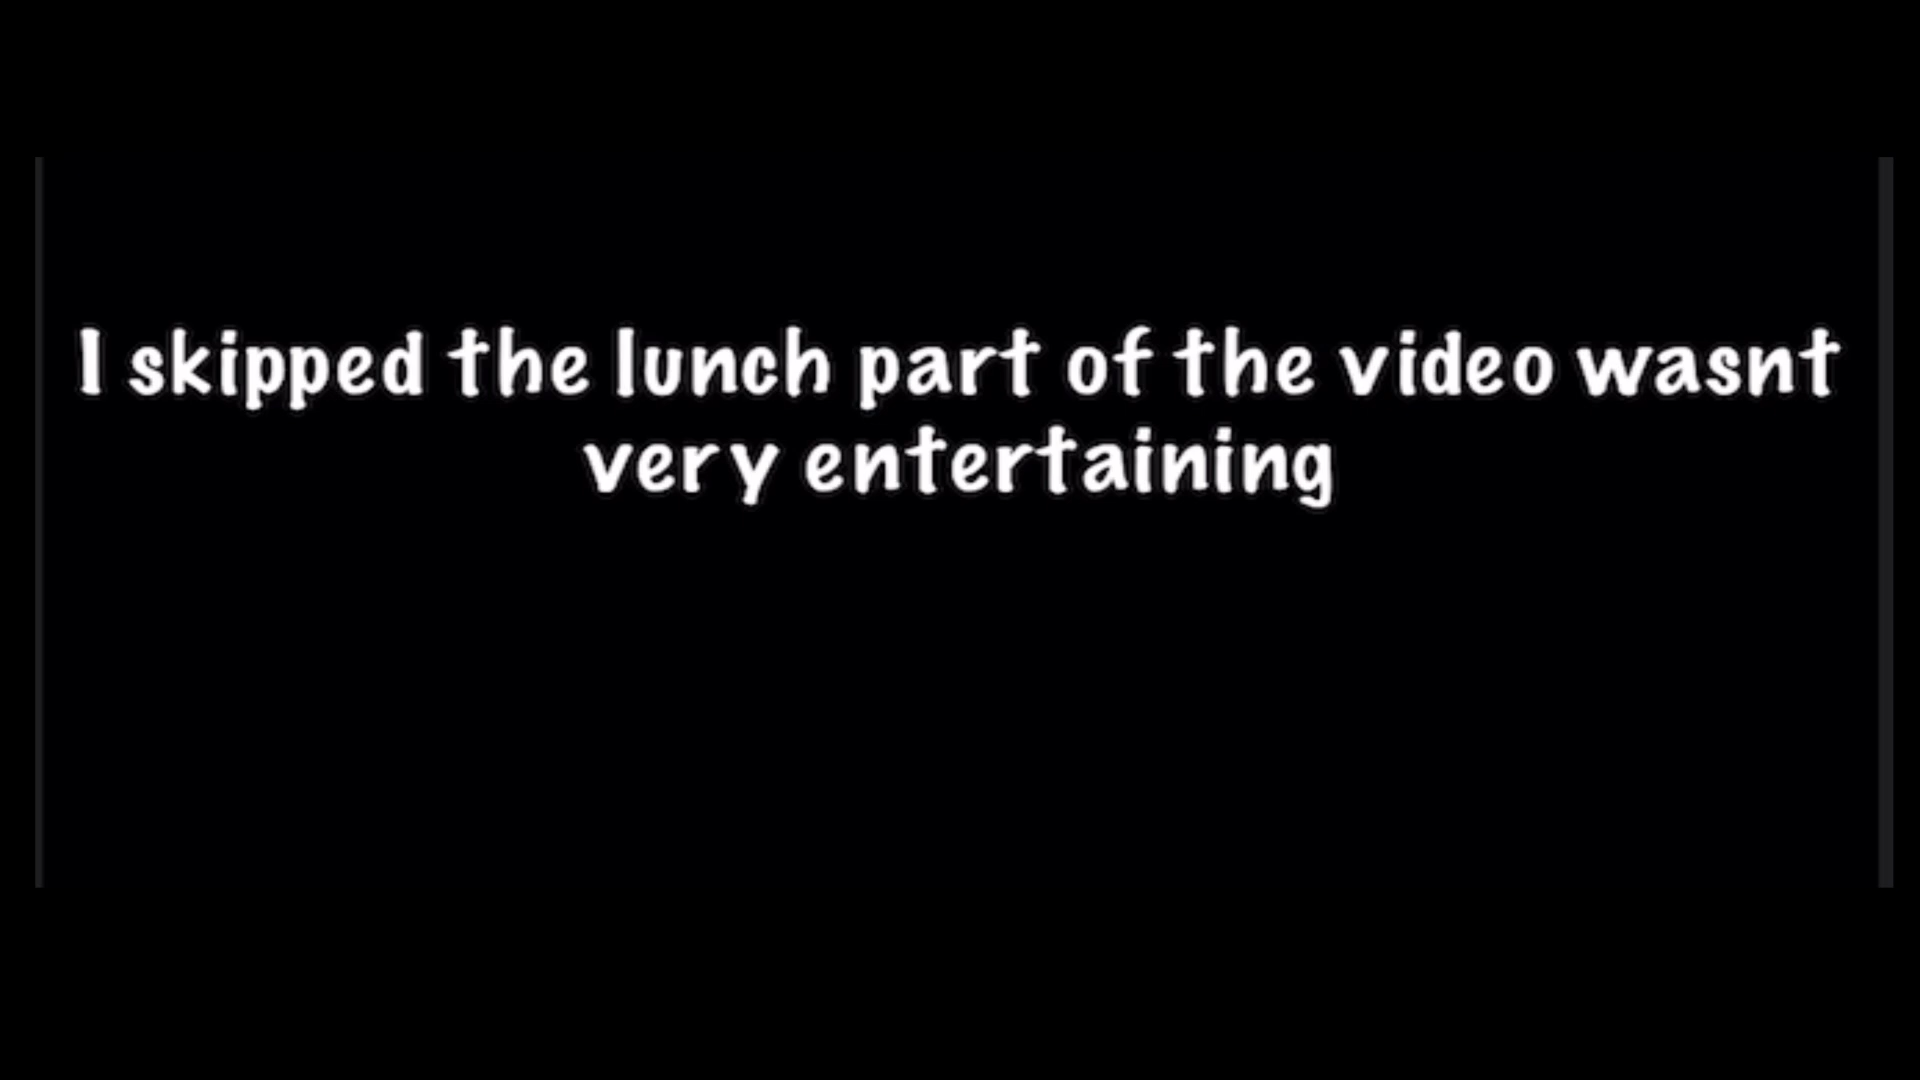 I skipped the lunch part of the video wasnt
very entertaining